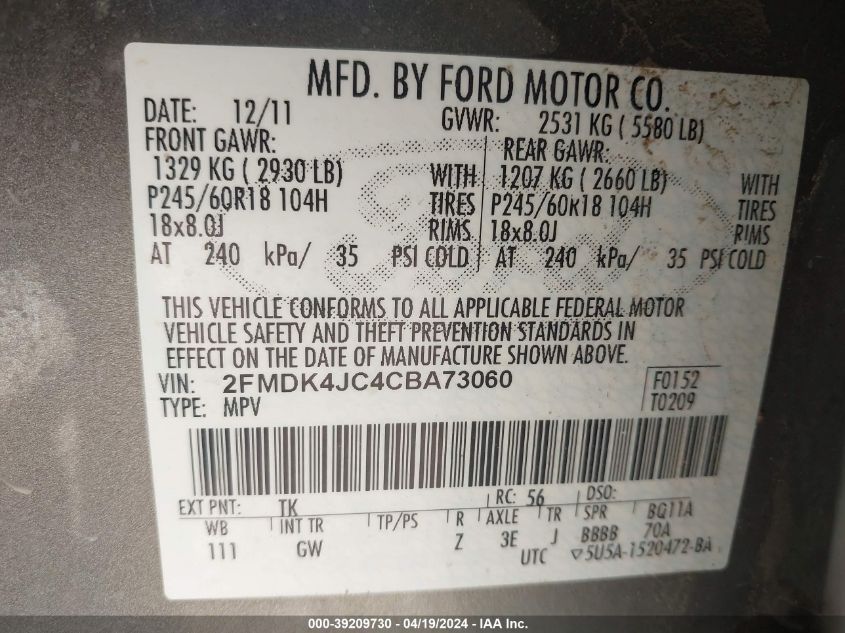 MFD. BY FORD MOTOR CO.
DATE: 12/11 GVWR: 2531 KG ( 5580 LB)
FRONT GAWR: REAR GAWR:
1329 KG ( 2930 LB) WITH 1207 KG ( 2660 LB) WITH
P245/60R18 104H TIRES P245/60R18 104H TIRES
18x8.0J RIMS 18x8.0J RIMS
AT 240 kPa/ 35 PSI COLD AT 240 kPa/ 35 PSI COLD
THIS VEHICLE CONFORMS TO ALL APPLICABLE FEDERAL MOTOR
VEHICLE SAFETY AND THEFT PREVENTION STANDARDS IN
EFFECT ON THE DATE OF MANUFACTURE SHOWN ABOVE.
VIN: 2FMDK4JC4CBA73060 F0152
TYPE: MPV T0209
EXT PNT: TK RC: 56 DSO:
WB INT TR TP/PS R AXLE TR SPR BG11A
111 GW Z 3E J BBBB 70A
UTC ▽5U5A-1520472-BA
000-39209730 - 04/19/2024 - IAA Inc.